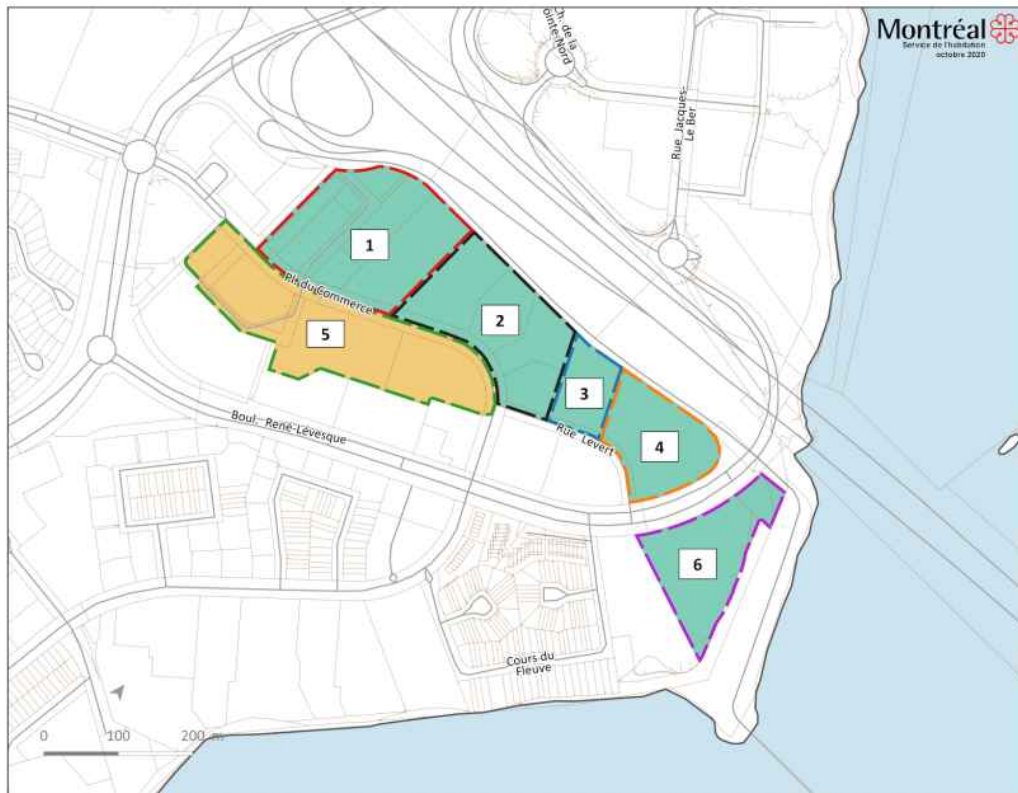 Montréal
Service de l'habitation
octobre 2020
Ch. de la
Pointe-Nord
Rue Jacques-
Le Ber
1
Pl. du Commerce
2
5
3
Rue Levert
4
Boul. René-Lévesque
6
Cours du
Fleuve
0 100 200 m